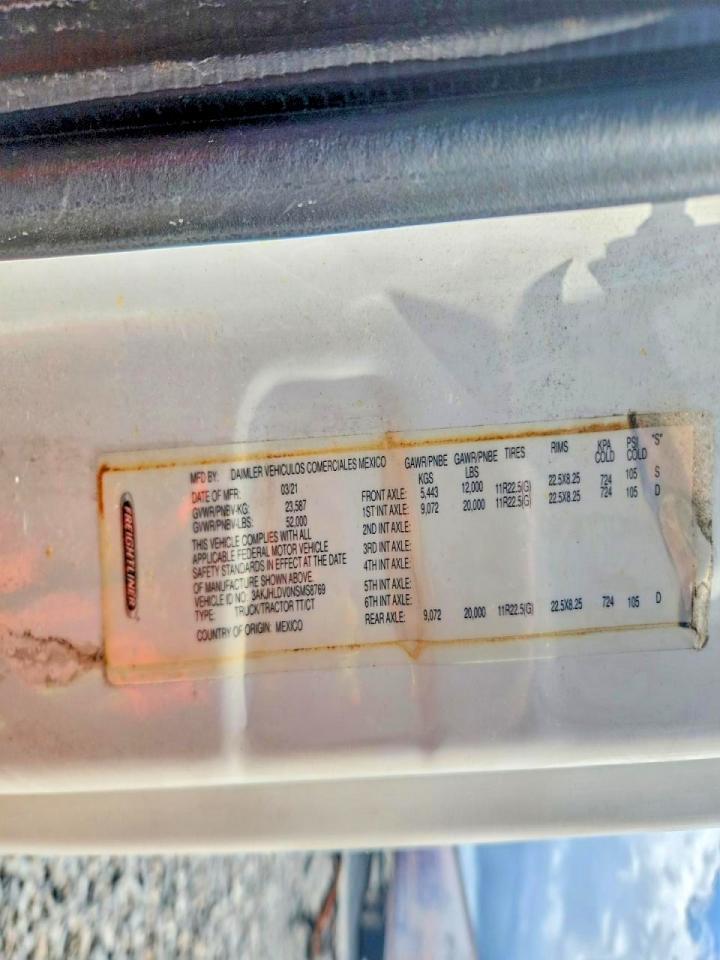 FREIGHTLINER
MFD BY: DAIMLER VEHICULOS COMERCIALES MEXICO
DATE OF MFR: 03/21
GVWR/PNBV-KG: 23,587
GVWR/PNBV-LBS: 52,000
THIS VEHICLE COMPLIES WITH ALL
APPLICABLE FEDERAL MOTOR VEHICLE
SAFETY STANDARDS IN EFFECT AT THE DATE
OF MANUFACTURE SHOWN ABOVE.
VEHICLE ID NO.: 3AKJHLDV0NSMS8769
TYPE: TRUCK/TRACTOR TT/CT
COUNTRY OF ORIGIN: MEXICO
GAWR/PNBE KGS GAWR/PNBE LBS TIRES RIMS KPA COLD PSI COLD "S"
FRONT AXLE: 5,443 12,000 11R22.5(G) 22.5X8.25 724 105 S
1ST INT AXLE: 9,072 20,000 11R22.5(G) 22.5X8.25 724 105 D
2ND INT AXLE:
3RD INT AXLE:
4TH INT AXLE:
5TH INT AXLE:
6TH INT AXLE:
REAR AXLE: 9,072 20,000 11R22.5(G) 22.5X8.25 724 105 D